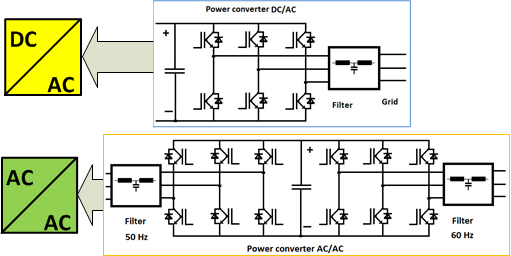 Power converter DC/AC
DC
AC
+
−
Filter
Grid
AC
AC
+
−
Filter
50 Hz
Filter
60 Hz
Power converter AC/AC